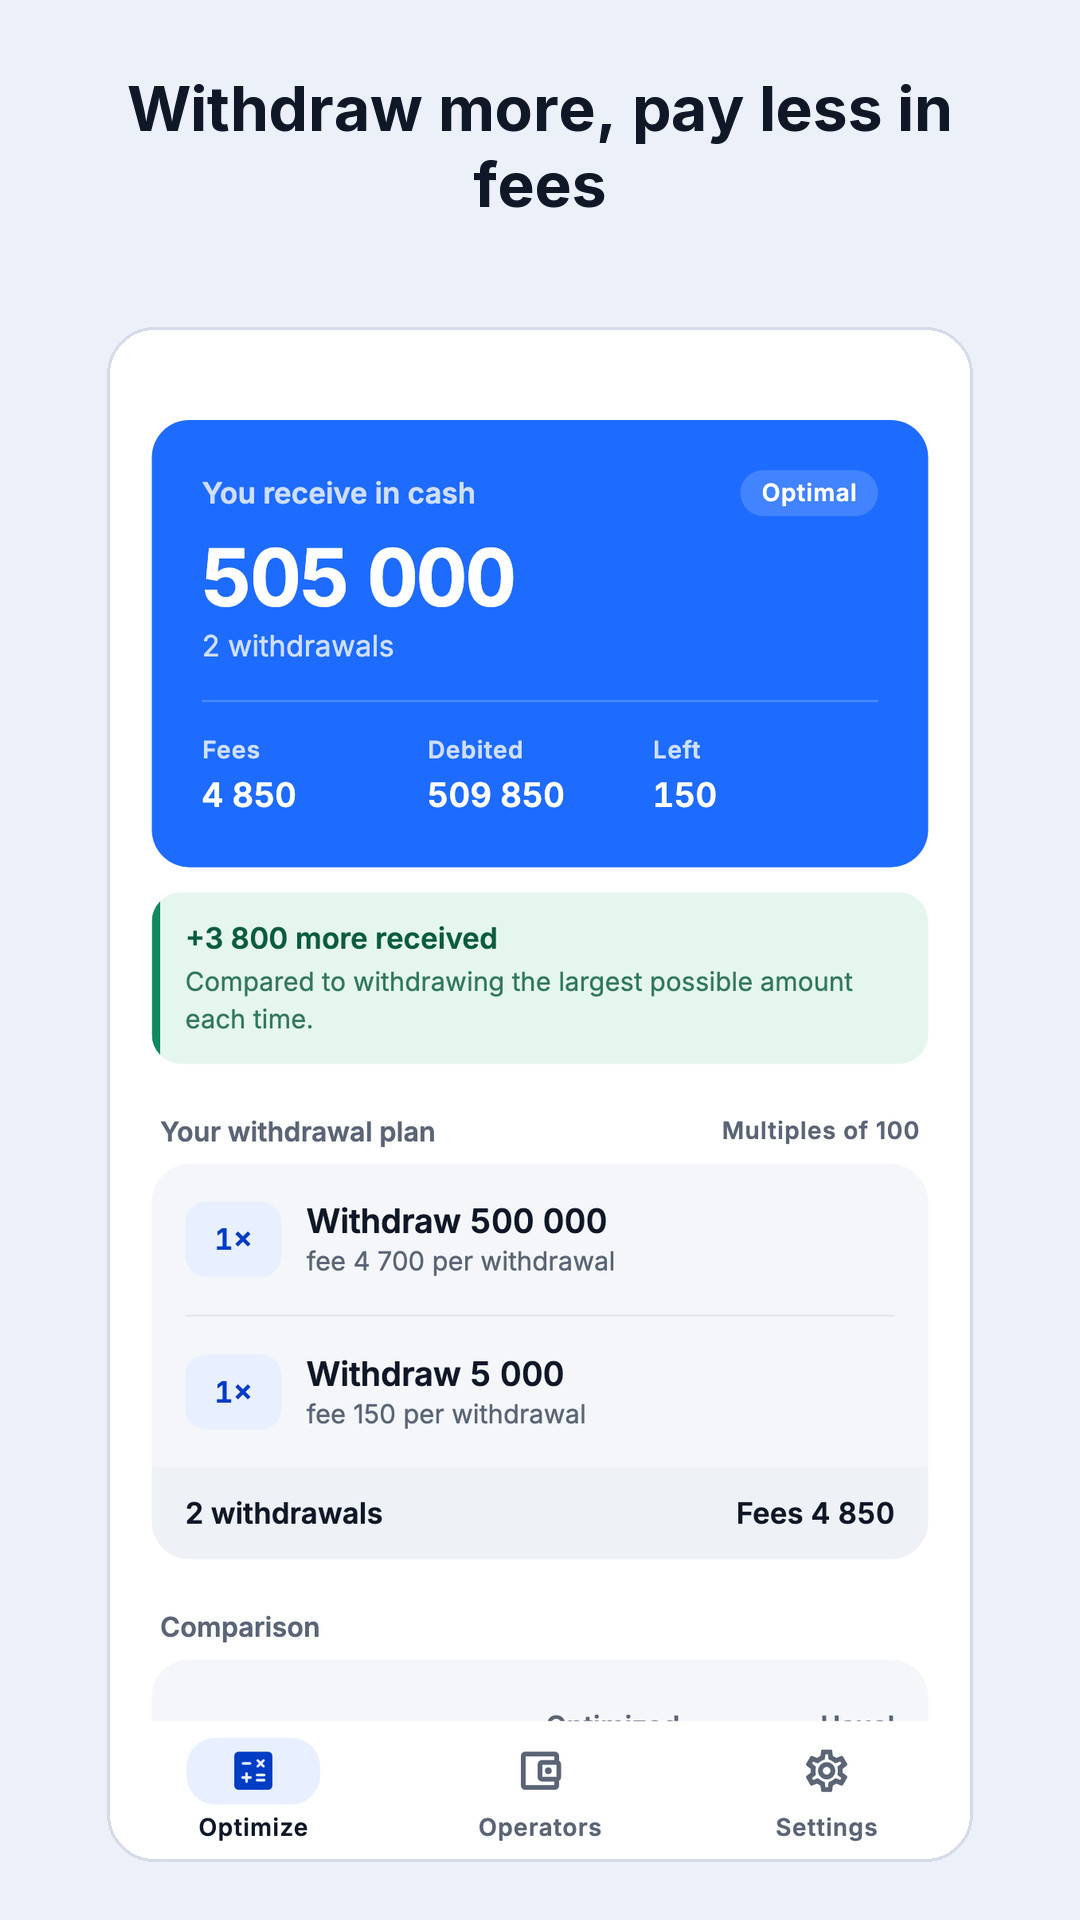 Withdraw more, pay less in
fees
You receive in cash
Optimal
505 000
2 withdrawals
Fees
Debited
Left
4 850
509 850
150
+3 800 more received
Compared to withdrawing the largest possible amount
each time.
Your withdrawal plan
Multiples of 100
1×
Withdraw 500 000
fee 4 700 per withdrawal
1×
Withdraw 5 000
fee 150 per withdrawal
2 withdrawals
Fees 4 850
Comparison
Optimized
Usual
Optimize
Operators
Settings